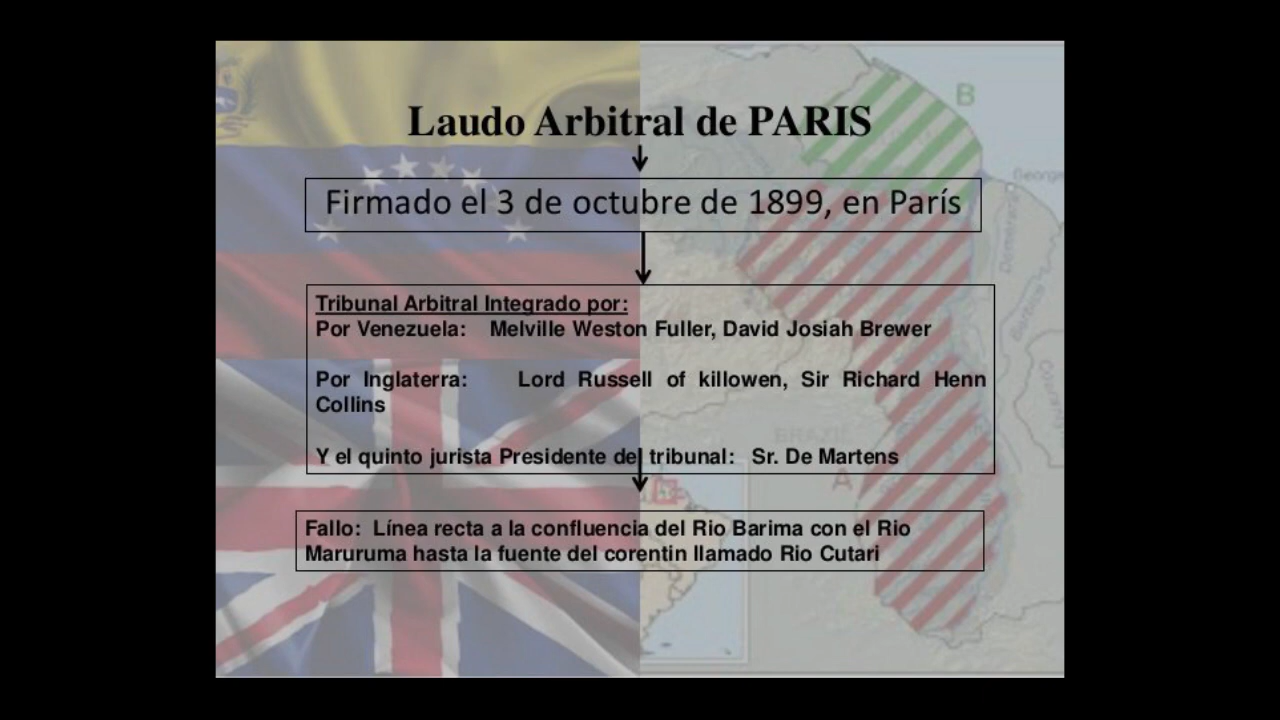 Laudo Arbitral de PARIS
B
George
Firmado el 3 de octubre de 1899, en París
Tribunal Arbitral Integrado por:
Por Venezuela: Melville Weston Fuller, David Josiah Brewer
Por Inglaterra: Lord Russell of killowen, Sir Richard Henn
Collins
BRAZIL
Y el quinto jurista Presidente del tribunal: Sr. De Martens
A
Fallo: Línea recta a la confluencia del Rio Barima con el Rio
Maruruma hasta la fuente del corentin llamado Rio Cutari